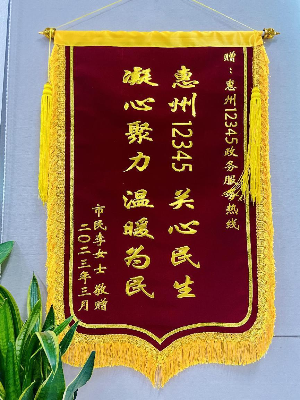 赠：惠州12345政务服务热线
惠州12345 关心民生
凝心聚力 温暖为民
市民李女士 敬赠
二〇二三年三月